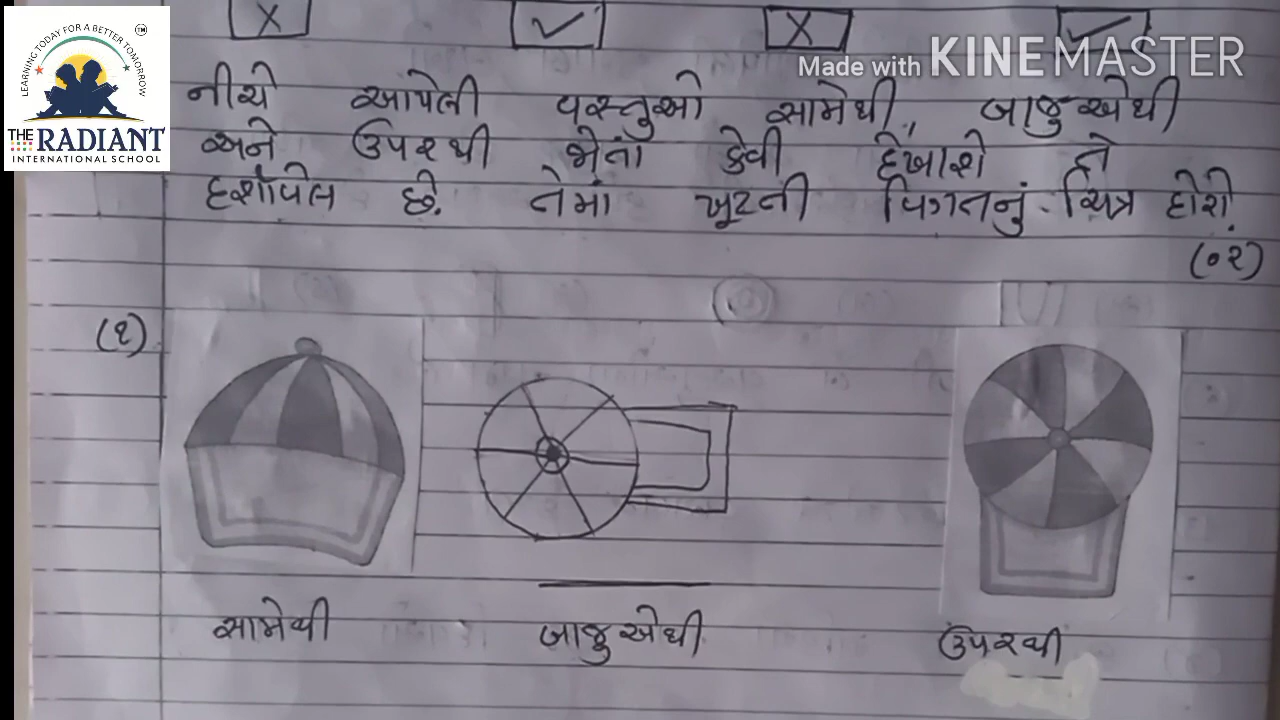 LEARNING TODAY FOR A BETTER TOMORROW
TM
THE RADIANT
INTERNATIONAL SCHOOL
Made with KINEMASTER
નીચે આપેલી વસ્તુઓ સામેથી, બાજુએથી
અને ઉપરથી જોતાં કેવી દેખાશે તે
દર્શાવેલ છે. તેમાં ખૂટતી વિગતનું ચિત્ર દોરો.
(૦૨)
(૧)
સામેથી બાજુએથી ઉપરથી